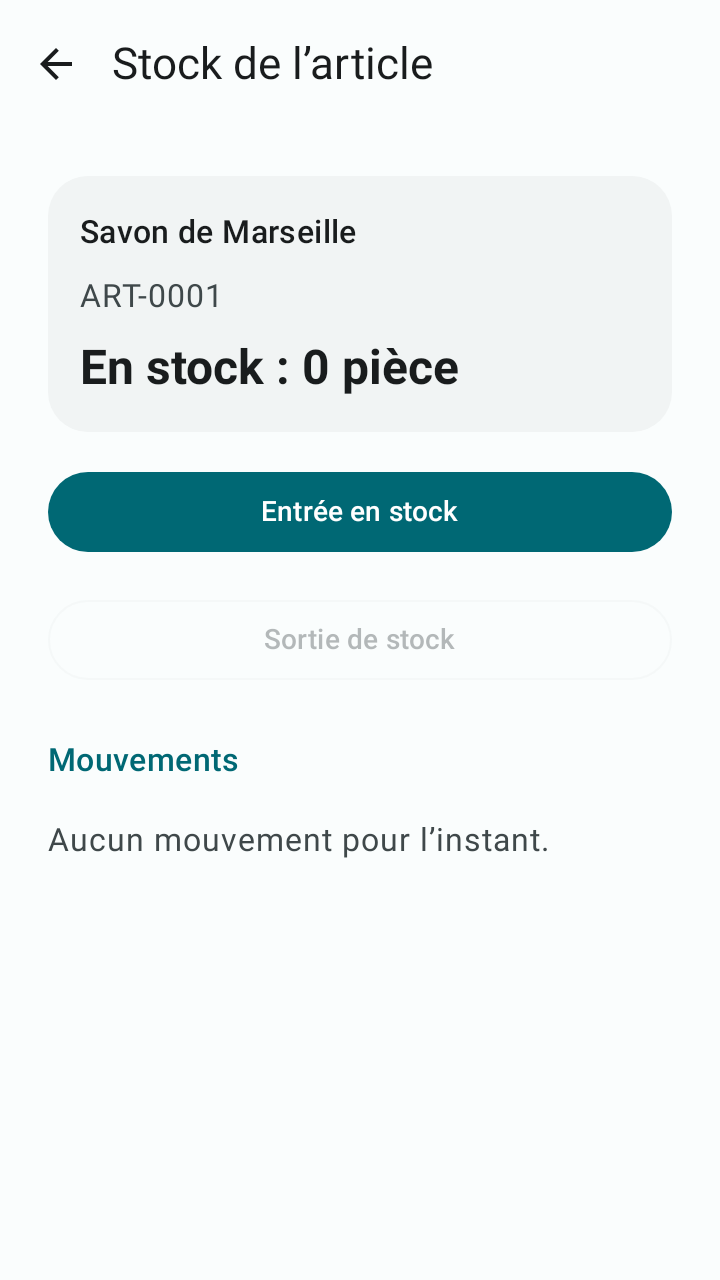 Stock de l’article
Savon de Marseille
ART-0001
En stock : 0 pièce
Entrée en stock
Sortie de stock
Mouvements
Aucun mouvement pour l’instant.